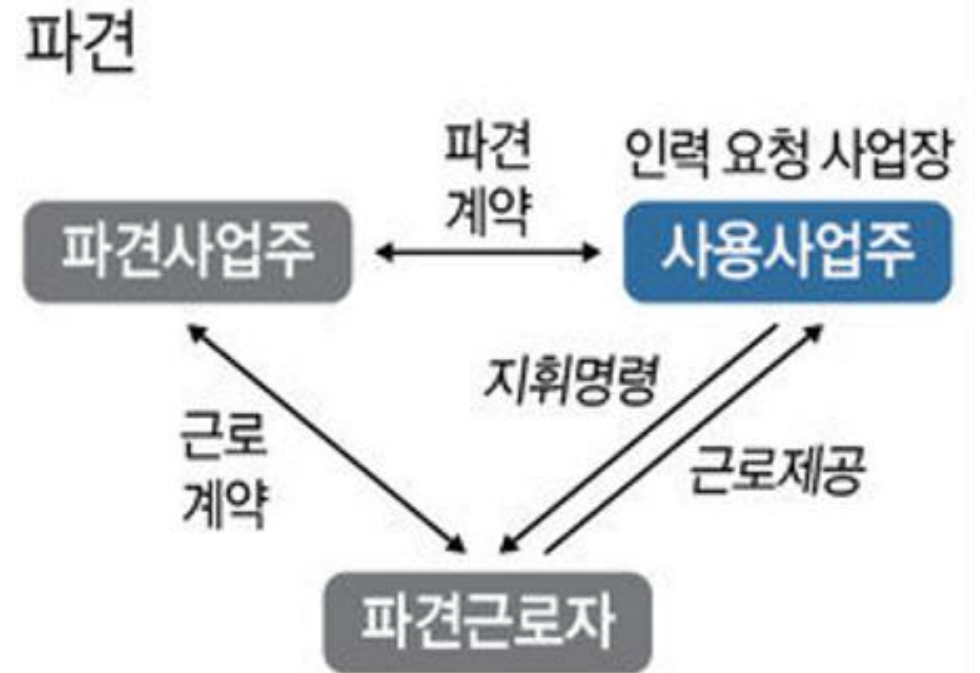 파견
파견
계약
인력 요청 사업장
파견사업주
사용사업주
지휘명령
근로
계약
근로제공
파견근로자